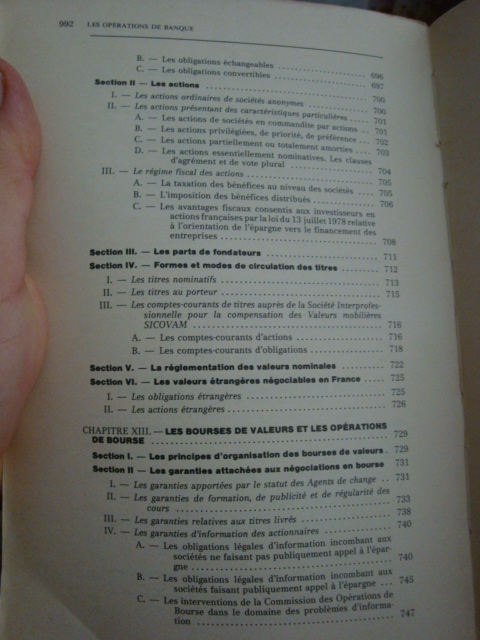 992 LES OPÉRATIONS DE BANQUE
B. — Les obligations échangeables .................... 696
C. — Les obligations convertibles .................... 697
Section II — Les actions .................... 700
I. — Les actions ordinaires de sociétés anonymes .................... 700
II. — Les actions présentant des caractéristiques particulières .... 701
A. — Les actions de sociétés en commandite par actions .. 701
B. — Les actions privilégiées, de priorité, de préférence ... 702
C. — Les actions partiellement ou totalement amorties .... 703
D. — Les actions essentiellement nominatives. Les clauses
d'agrément et de vote plural .................... 704
III. — Le régime fiscal des actions .................... 705
A. — La taxation des bénéfices au niveau des sociétés ..... 705
B. — L'imposition des bénéfices distribués .............. 706
C. — Les avantages fiscaux consentis aux investisseurs en
actions françaises par la loi du 13 juillet 1978 relative
à l'orientation de l'épargne vers le financement des
entreprises .................... 708
Section III. — Les parts de fondateurs .................... 711
Section IV. — Formes et modes de circulation des titres .......... 712
I. — Les titres nominatifs .................... 713
II. — Les titres au porteur .................... 715
III. — Les comptes-courants de titres auprès de la Société Interprofes-
sionnelle pour la compensation des Valeurs mobilières
SICOVAM .................... 716
A. — Les comptes-courants d'actions .................... 716
B. — Les comptes-courants d'obligations ................ 718
Section V. — La réglementation des valeurs nominales .......... 722
Section VI. — Les valeurs étrangères négociables en France ..... 725
I. — Les obligations étrangères .................... 725
II. — Les actions étrangères .................... 726
CHAPITRE XIII. — LES BOURSES DE VALEURS ET LES OPÉRATIONS
DE BOURSE .................... 729
Section I. — Les principes d'organisation des bourses de valeurs . 729
Section II — Les garanties attachées aux négociations en bourse 731
I. — Les garanties apportées par le statut des Agents de change .. 731
II. — Les garanties de formation, de publicité et de régularité des
cours .................... 733
III. — Les garanties relatives aux titres livrés .................... 738
IV. — Les garanties d'information des actionnaires .............. 740
A. — Les obligations légales d'information incombant aux
sociétés ne faisant pas publiquement appel à l'épar-
gne .................... 740
B. — Les obligations légales d'information incombant aux
sociétés faisant publiquement appel à l'épargne .... 745
C. — Les interventions de la Commission des Opérations de
Bourse dans le domaine des problèmes d'informa-
tion .................... 747